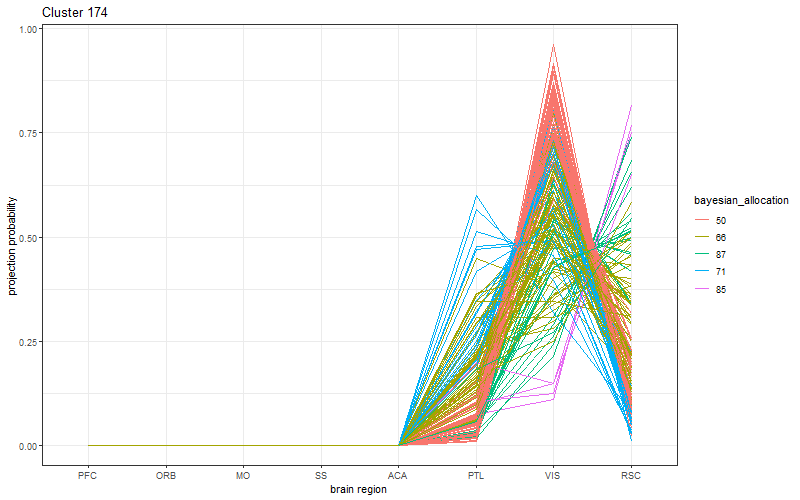 Cluster 174
1.00
0.75
0.50
0.25
0.00
projection probability
PFC ORB MO SS ACA PTL VIS RSC
brain region
bayesian_allocation
50
66
87
71
85